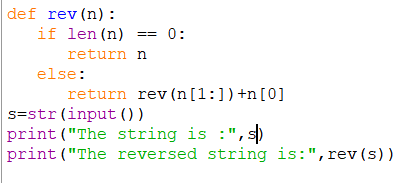 def rev(n):
    if len(n) == 0:
        return n
    else:
        return rev(n[1:])+n[0]
s=str(input())
print("The string is :",s)
print("The reversed string is:",rev(s))